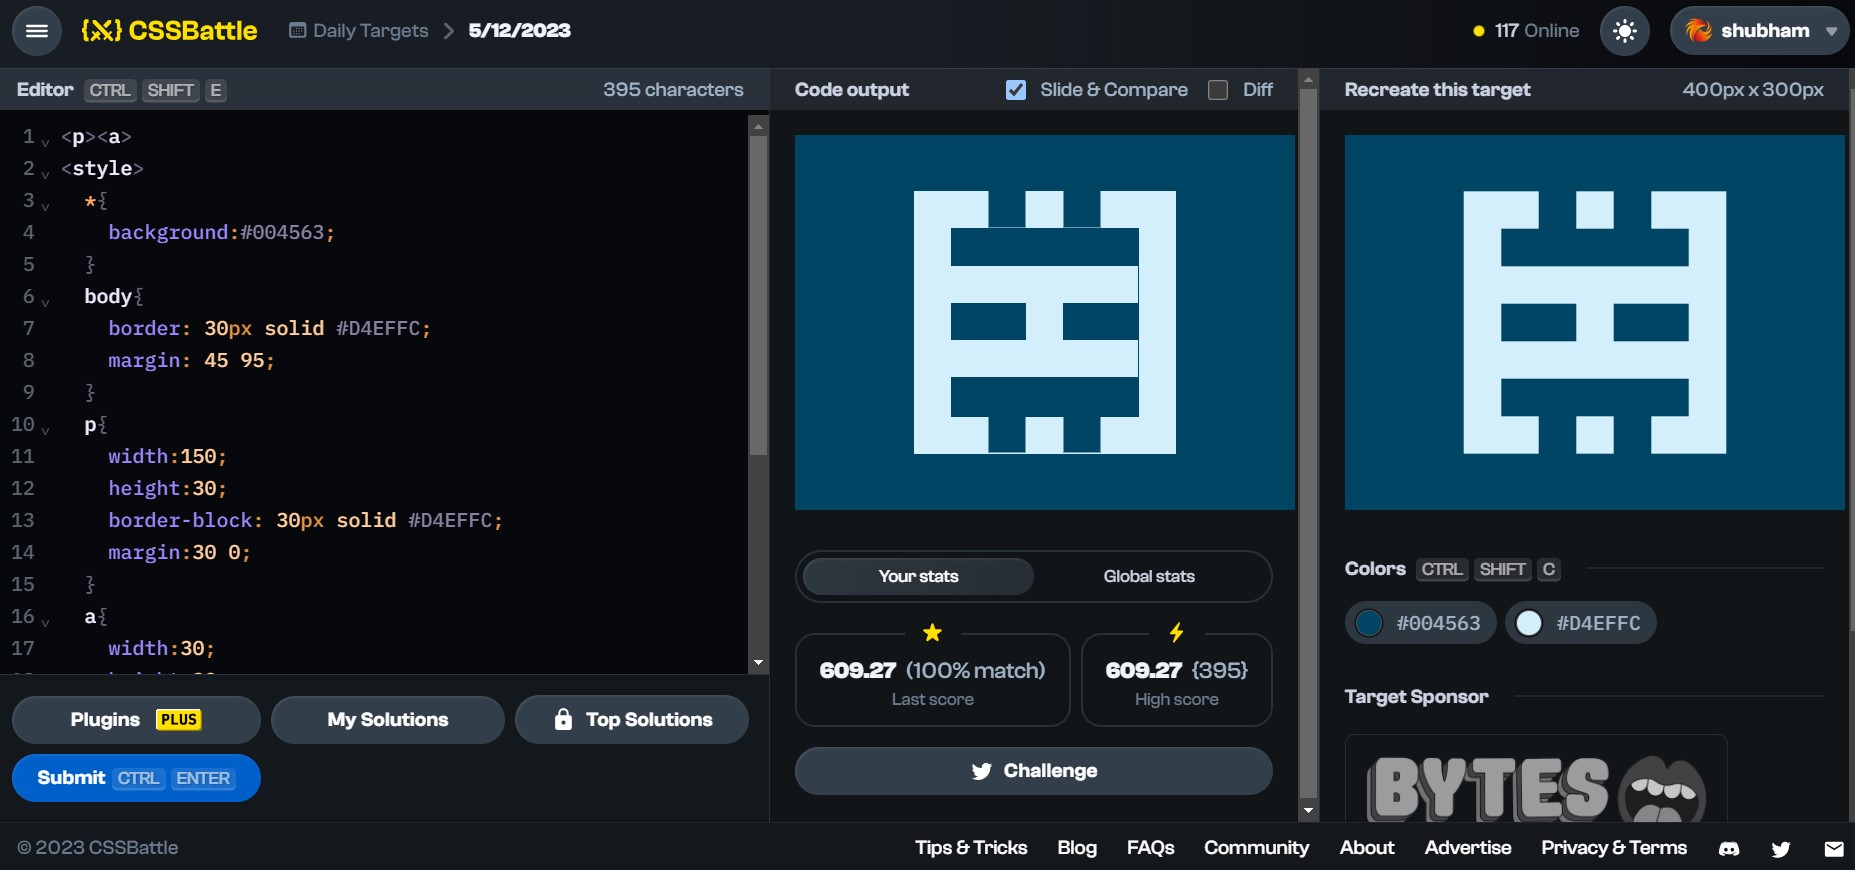 {X} CSSBattle
Daily Targets
5/12/2023
117 Online
shubham
Editor CTRL SHIFT E
395 characters
1 <p><a>
2 <style>
3 *{
4 background:#004563;
5 }
6 body{
7 border: 30px solid #D4EFFC;
8 margin: 45 95;
9 }
10 p{
11 width:150;
12 height:30;
13 border-block: 30px solid #D4EFFC;
14 margin:30 0;
15 }
16 a{
17 width:30;
Plugins PLUS
My Solutions
Top Solutions
Submit CTRL ENTER
Code output
Slide & Compare
Diff
Your stats
Global stats
609.27 (100% match)
Last score
609.27 {395}
High score
Challenge
Recreate this target
400px x 300px
Colors CTRL SHIFT C
#004563
#D4EFFC
Target Sponsor
BYTES
© 2023 CSSBattle
Tips & Tricks
Blog
FAQs
Community
About
Advertise
Privacy & Terms